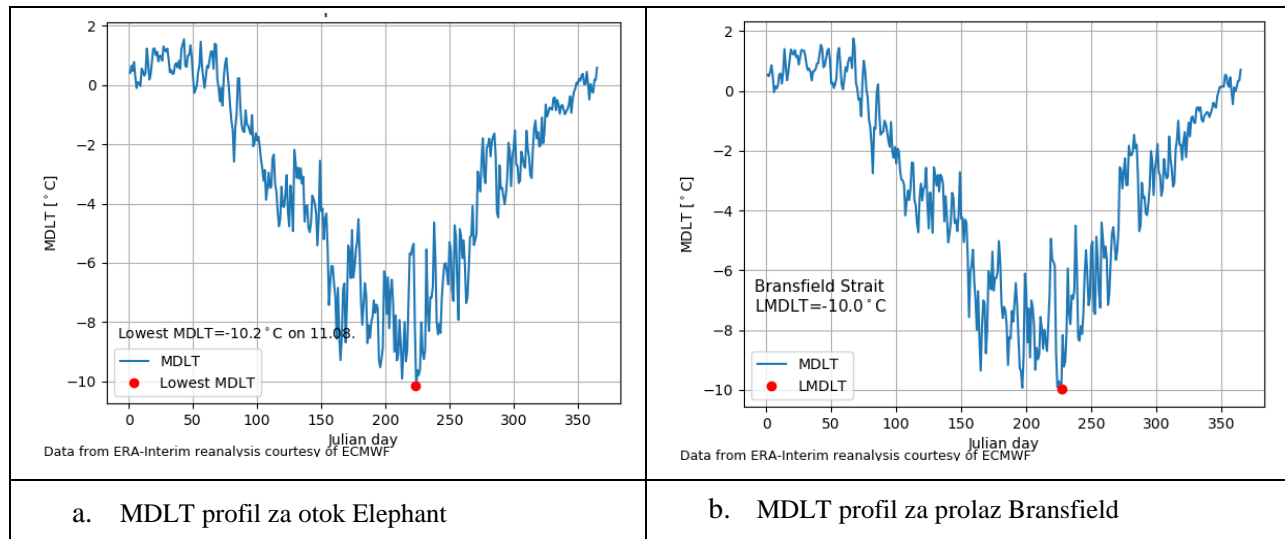 2
0
−2
−4
−6
−8
−10
MDLT [°C]
Lowest MDLT=-10.2°C on 11.08.
MDLT
Lowest MDLT
0 50 100 150 200 250 300 350
Julian day
Data from ERA-Interim reanalysis courtesy of ECMWF
a. MDLT profil za otok Elephant
2
0
−2
−4
−6
−8
−10
MDLT [°C]
Bransfield Strait
LMDLT=-10.0°C
MDLT
LMDLT
0 50 100 150 200 250 300 350
Julian day
Data from ERA-Interim reanalysis courtesy of ECMWF
b. MDLT profil za prolaz Bransfield